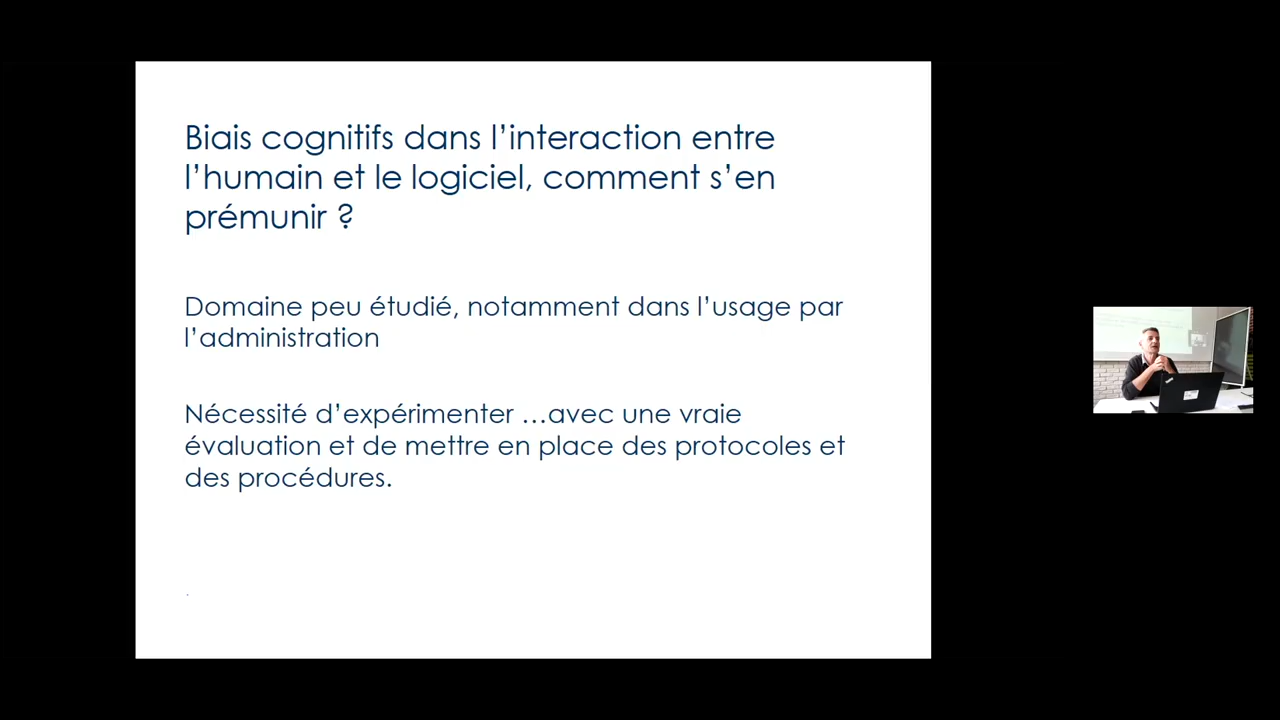 Biais cognitifs dans l’interaction entre
l’humain et le logiciel, comment s’en
prémunir ?
Domaine peu étudié, notamment dans l’usage par
l’administration
Nécessité d’expérimenter …avec une vraie
évaluation et de mettre en place des protocoles et
des procédures.